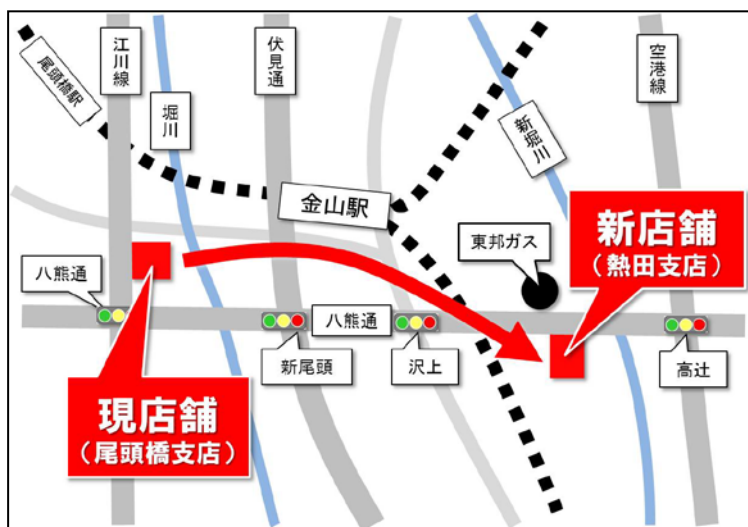 江川線
伏見通
空港線
尾頭橋駅
堀川
新堀川
金山駅
東邦ガス
新店舗
(熱田支店)
八熊通
八熊通
新尾頭
沢上
高辻
現店舗
(尾頭橋支店)